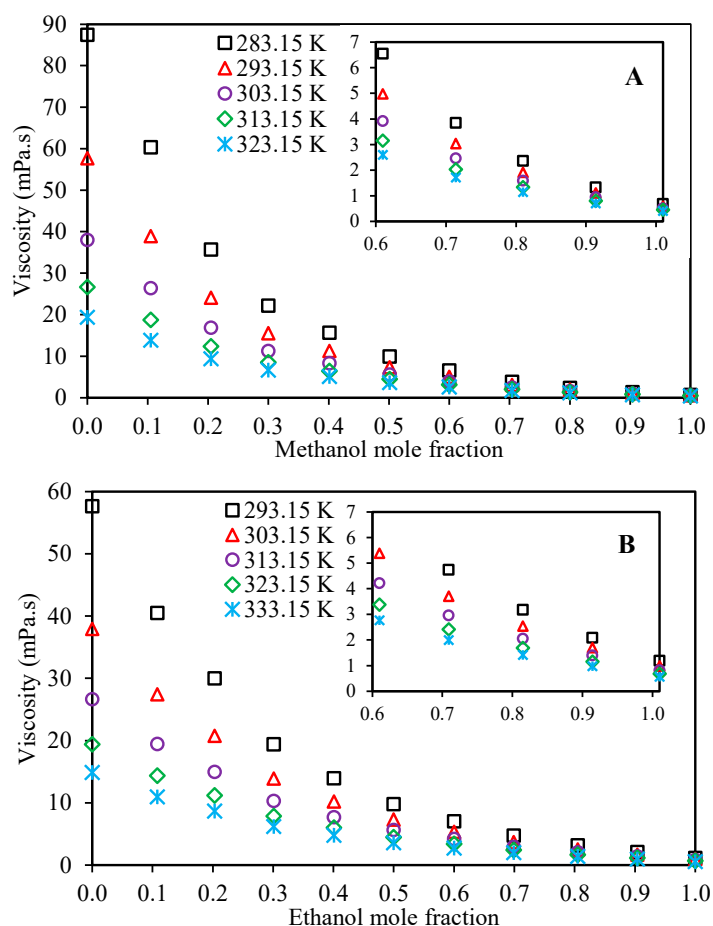 90
80
70
60
50
40
30
20
10
0
Viscosity (mPa.s)
283.15 K
293.15 K
303.15 K
313.15 K
323.15 K
A
7
6
5
4
3
2
1
0
0.6 0.7 0.8 0.9 1.0
0.0 0.1 0.2 0.3 0.4 0.5 0.6 0.7 0.8 0.9 1.0
Methanol mole fraction
60
50
40
30
20
10
0
Viscosity (mPa.s)
293.15 K
303.15 K
313.15 K
323.15 K
333.15 K
B
7
6
5
4
3
2
1
0
0.6 0.7 0.8 0.9 1.0
0.0 0.1 0.2 0.3 0.4 0.5 0.6 0.7 0.8 0.9 1.0
Ethanol mole fraction